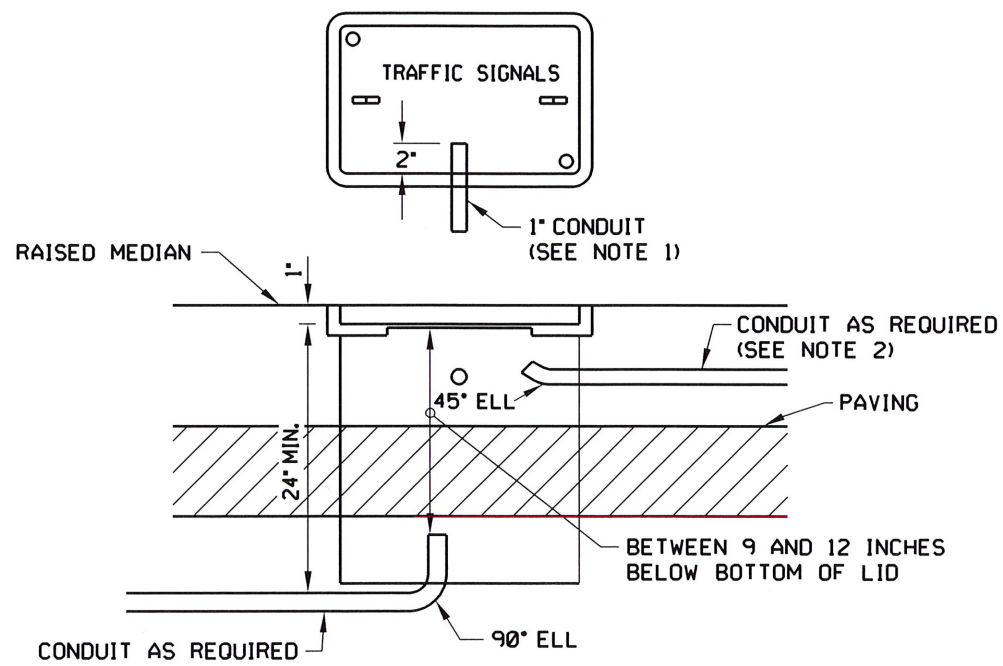 TRAFFIC SIGNALS
2"
1" CONDUIT
(SEE NOTE 1)
RAISED MEDIAN
1"
CONDUIT AS REQUIRED
(SEE NOTE 2)
45° ELL
PAVING
24" MIN.
BETWEEN 9 AND 12 INCHES
BELOW BOTTOM OF LID
90° ELL
CONDUIT AS REQUIRED